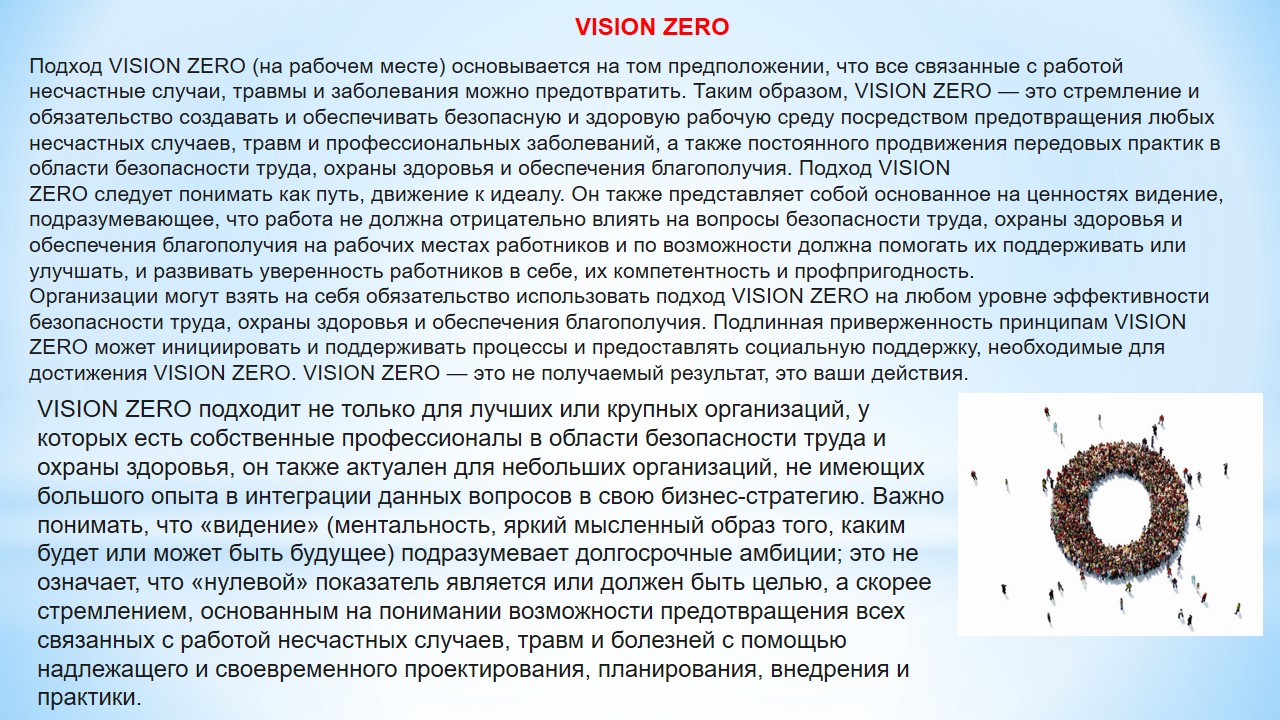 VISION ZERO
Подход VISION ZERO (на рабочем месте) основывается на том предположении, что все связанные с работой
несчастные случаи, травмы и заболевания можно предотвратить. Таким образом, VISION ZERO — это стремление и
обязательство создавать и обеспечивать безопасную и здоровую рабочую среду посредством предотвращения любых
несчастных случаев, травм и профессиональных заболеваний, а также постоянного продвижения передовых практик в
области безопасности труда, охраны здоровья и обеспечения благополучия. Подход VISION
ZERO следует понимать как путь, движение к идеалу. Он также представляет собой основанное на ценностях видение,
подразумевающее, что работа не должна отрицательно влиять на вопросы безопасности труда, охраны здоровья и
обеспечения благополучия на рабочих местах работников и по возможности должна помогать их поддерживать или
улучшать, и развивать уверенность работников в себе, их компетентность и профпригодность.
Организации могут взять на себя обязательство использовать подход VISION ZERO на любом уровне эффективности
безопасности труда, охраны здоровья и обеспечения благополучия. Подлинная приверженность принципам VISION
ZERO может инициировать и поддерживать процессы и предоставлять социальную поддержку, необходимые для
достижения VISION ZERO. VISION ZERO — это не получаемый результат, это ваши действия.
VISION ZERO подходит не только для лучших или крупных организаций, у
которых есть собственные профессионалы в области безопасности труда и
охраны здоровья, он также актуален для небольших организаций, не имеющих
большого опыта в интеграции данных вопросов в свою бизнес-стратегию. Важно
понимать, что «видение» (ментальность, яркий мысленный образ того, каким
будет или может быть будущее) подразумевает долгосрочные амбиции; это не
означает, что «нулевой» показатель является или должен быть целью, а скорее
стремлением, основанным на понимании возможности предотвращения всех
связанных с работой несчастных случаев, травм и болезней с помощью
надлежащего и своевременного проектирования, планирования, внедрения и
практики.